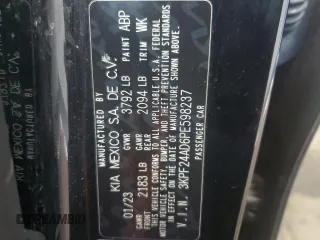 MANUFACTURED BY
KIA MEXICO S.A. DE C.V.
01/23 GVWR 3792 LB PAINT ABP
GAWR FRONT 2183 LB GAWR REAR 2094 LB TRIM WK
THIS VEHICLE CONFORMS TO ALL APPLICABLE U.S.A. FEDERAL
MOTOR VEHICLE SAFETY, BUMPER, AND THEFT PREVENTION STANDARDS
IN EFFECT ON THE DATE OF MANUFACTURE SHOWN ABOVE.
V.I.N. 3KPF24AD6PE598237
PASSENGER CAR